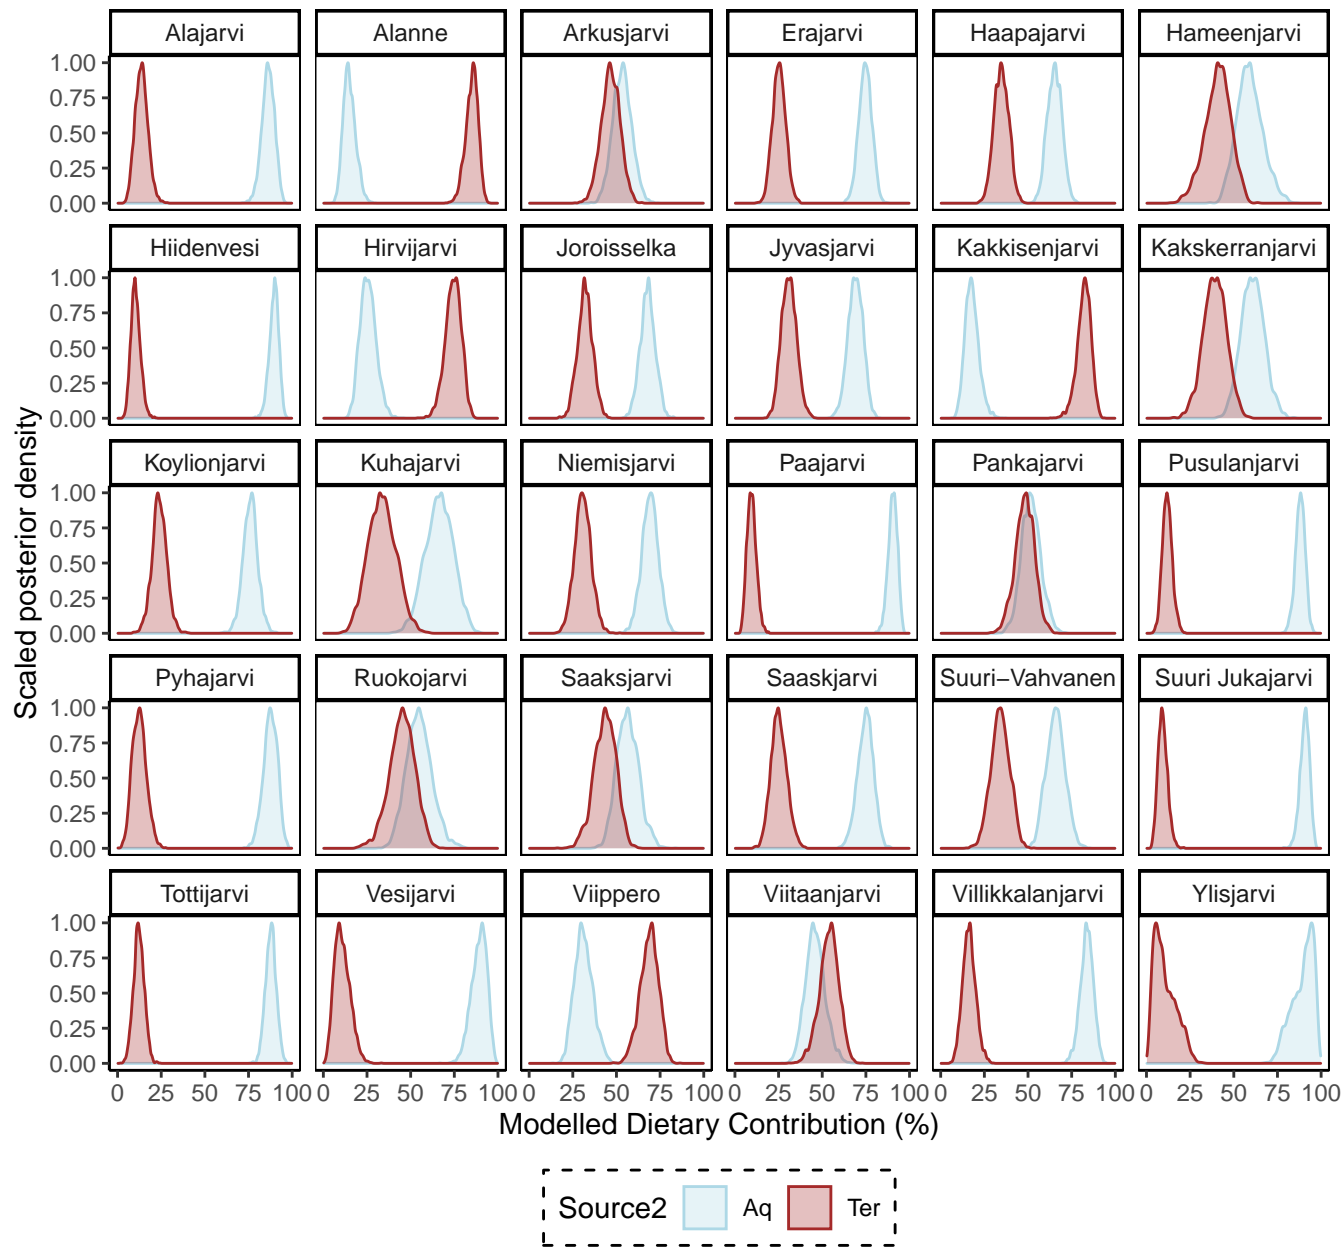 Alajarvi Alanne Arkusjarvi Erajarvi Haapajarvi Hameenjarvi
1.00
0.75
0.50
0.25
0.00
Hiidenvesi Hirvijarvi Joroisselka Jyvasjarvi Kakkisenjarvi Kakskerranjarvi
1.00
0.75
0.50
0.25
0.00
Koylionjarvi Kuhajarvi Niemisjarvi Paajarvi Pankajarvi Pusulanjarvi
1.00
0.75
0.50
0.25
0.00
Pyhajarvi Ruokojarvi Saaksjarvi Saaskjarvi Suuri−Vahvanen Suuri Jukajarvi
1.00
0.75
0.50
0.25
0.00
Tottijarvi Vesijarvi Viippero Viitaanjarvi Villikkalanjarvi Ylisjarvi
1.00
0.75
0.50
0.25
0.00
0 25 50 75 100 0 25 50 75 100 0 25 50 75 100 0 25 50 75 100 0 25 50 75 100 0 25 50 75 100
Scaled posterior density
Modelled Dietary Contribution (%)
Source2 Aq Ter